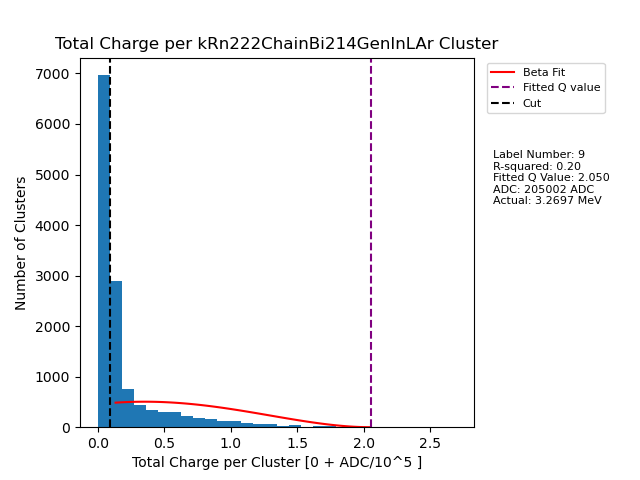 Total Charge per kRn222ChainBi214GenInLAr Cluster
Beta Fit
Fitted Q value
Cut
Label Number: 9
R-squared: 0.20
Fitted Q Value: 2.050
ADC: 205002 ADC
Actual: 3.2697 MeV
Number of Clusters
7000
6000
5000
4000
3000
2000
1000
0
0.0 0.5 1.0 1.5 2.0 2.5
Total Charge per Cluster [0 + ADC/10^5 ]